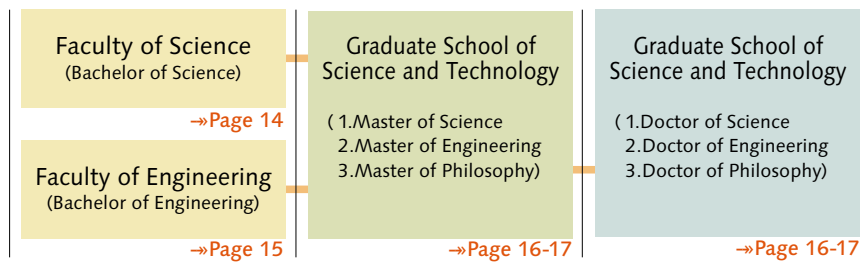 Faculty of Science
(Bachelor of Science)
→»Page 14
Faculty of Engineering
(Bachelor of Engineering)
→»Page 15
Graduate School of
Science and Technology
( 1.Master of Science
2.Master of Engineering
3.Master of Philosophy)
→»Page 16-17
Graduate School of
Science and Technology
( 1.Doctor of Science
2.Doctor of Engineering
3.Doctor of Philosophy)
→»Page 16-17